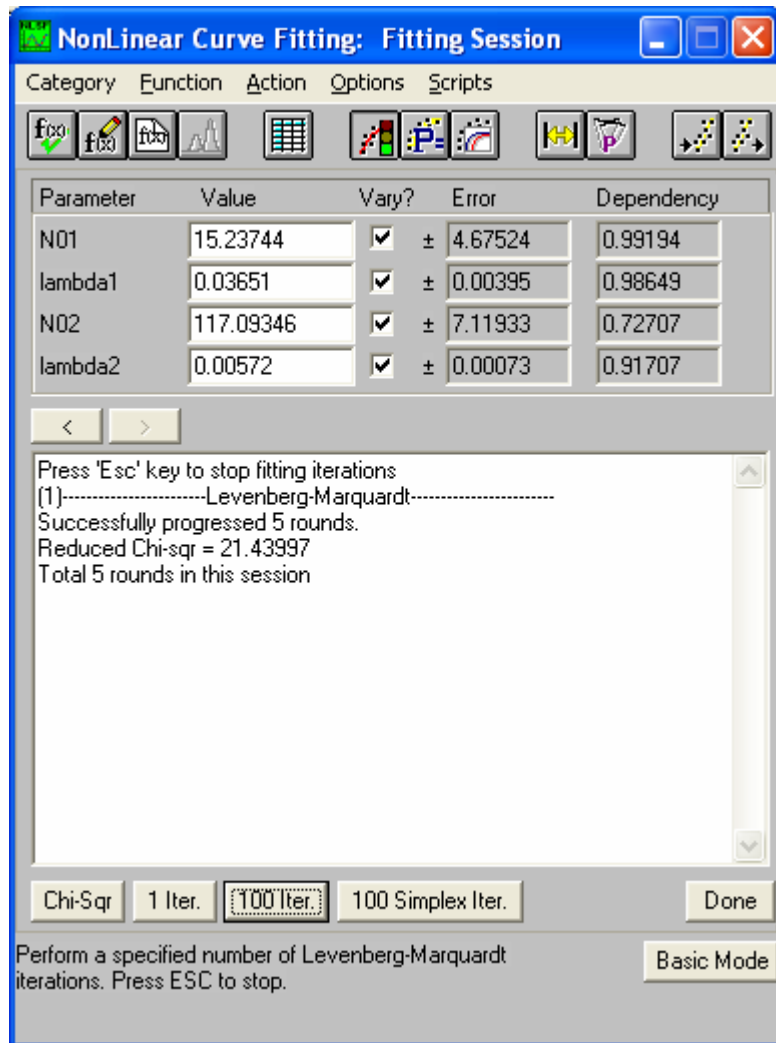 NonLinear Curve Fitting: Fitting Session
Category Function Action Options Scripts
Parameter Value Vary? Error Dependency
N01 15.23744 ± 4.67524 0.99194
lambda1 0.03651 ± 0.00395 0.98649
N02 117.09346 ± 7.11933 0.72707
lambda2 0.00572 ± 0.00073 0.91707
< >
Press 'Esc' key to stop fitting iterations
(1)------------------------Levenberg-Marquardt------------------------
Successfully progressed 5 rounds.
Reduced Chi-sqr = 21.43997
Total 5 rounds in this session
Chi-Sqr 1 Iter. 100 Iter. 100 Simplex Iter. Done
Perform a specified number of Levenberg-Marquardt
iterations. Press ESC to stop.
Basic Mode